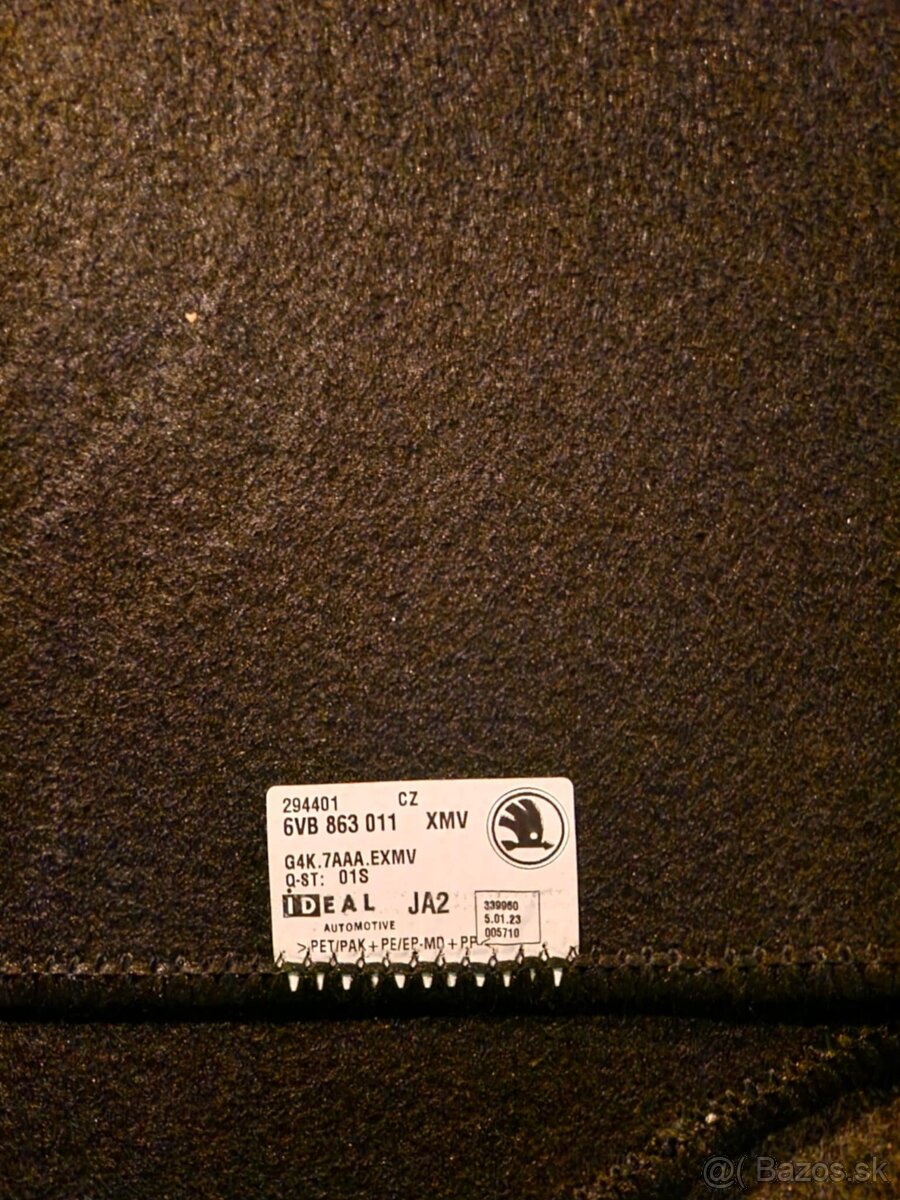 294401 CZ
6VB 863 011 XMV
G4K.7AAA.EXMV
Q-ST: 01S
iDEAL JA2
AUTOMOTIVE
339960
5.01.23
005710
>PET/PAK + PE/EP-MD + PP<
@( Bazos.sk